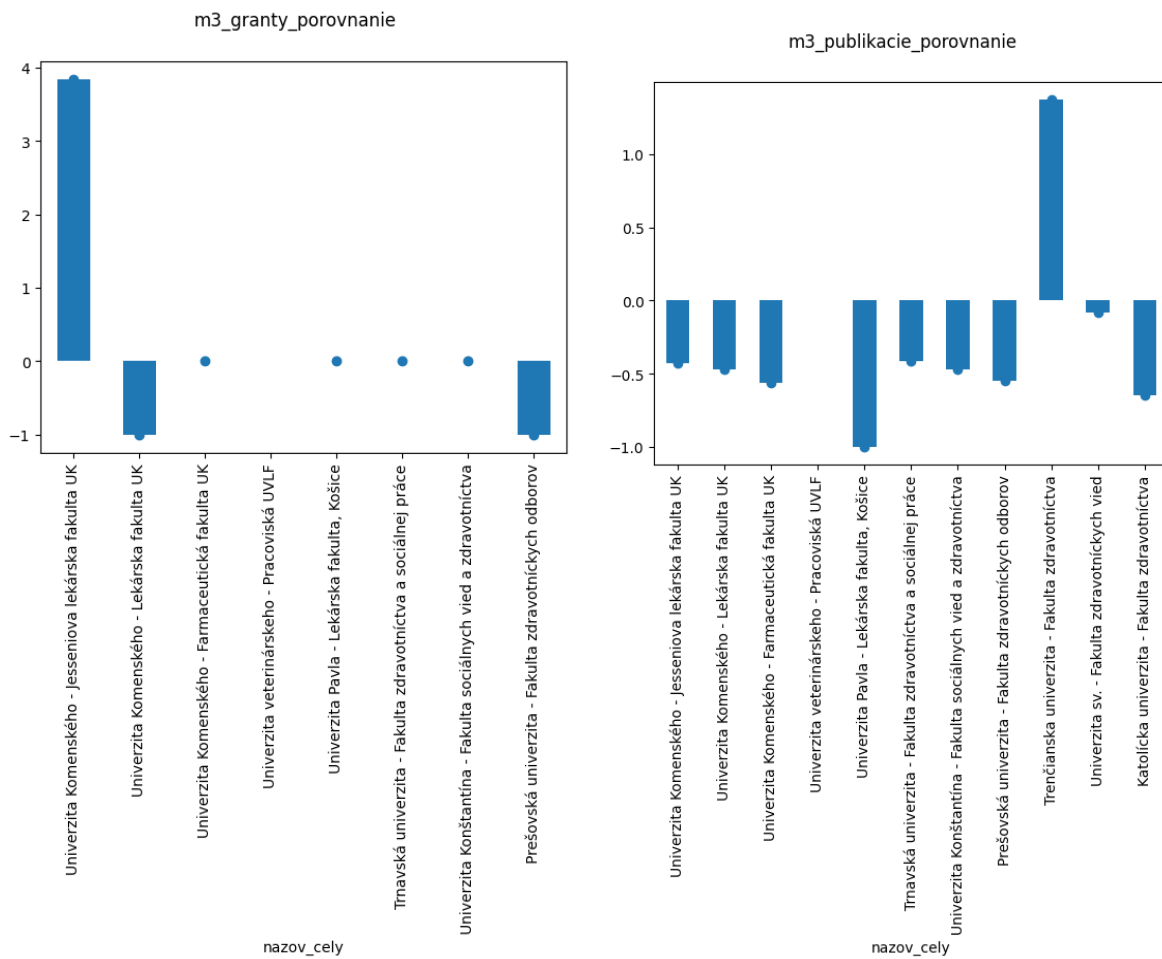 m3_granty_porovnanie
4
3
2
1
0
−1
Univerzita Komenského - Jesseniova lekárska fakulta UK
Univerzita Komenského - Lekárska fakulta UK
Univerzita Komenského - Farmaceutická fakulta UK
Univerzita veterinárskeho - Pracoviská UVLF
Univerzita Pavla - Lekárska fakulta, Košice
Trnavská univerzita - Fakulta zdravotníctva a sociálnej práce
Univerzita Konštantína - Fakulta sociálnych vied a zdravotníctva
Prešovská univerzita - Fakulta zdravotníckych odborov
nazov_cely
m3_publikacie_porovnanie
1.0
0.5
0.0
−0.5
−1.0
Univerzita Komenského - Jesseniova lekárska fakulta UK
Univerzita Komenského - Lekárska fakulta UK
Univerzita Komenského - Farmaceutická fakulta UK
Univerzita veterinárskeho - Pracoviská UVLF
Univerzita Pavla - Lekárska fakulta, Košice
Trnavská univerzita - Fakulta zdravotníctva a sociálnej práce
Univerzita Konštantína - Fakulta sociálnych vied a zdravotníctva
Prešovská univerzita - Fakulta zdravotníckych odborov
Trenčianska univerzita - Fakulta zdravotníctva
Univerzita sv. - Fakulta zdravotníckych vied
Katolícka univerzita - Fakulta zdravotníctva
nazov_cely